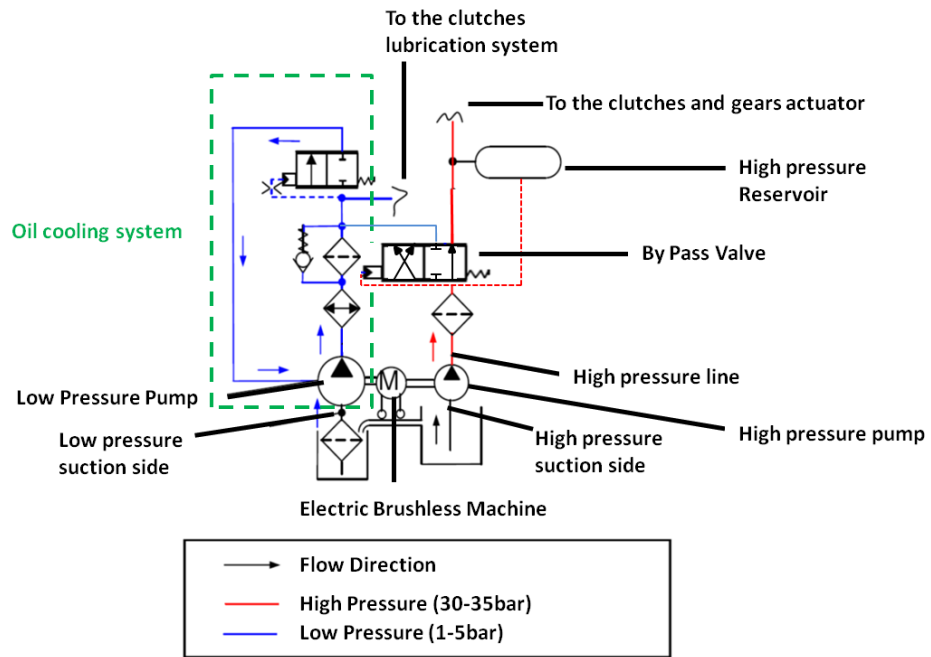 To the clutches
lubrication system
To the clutches and gears actuator
High pressure
Reservoir
Oil cooling system
By Pass Valve
High pressure line
Low Pressure Pump
M
High pressure pump
Low pressure
suction side
High pressure
suction side
Electric Brushless Machine
Flow Direction
High Pressure (30-35bar)
Low Pressure (1-5bar)